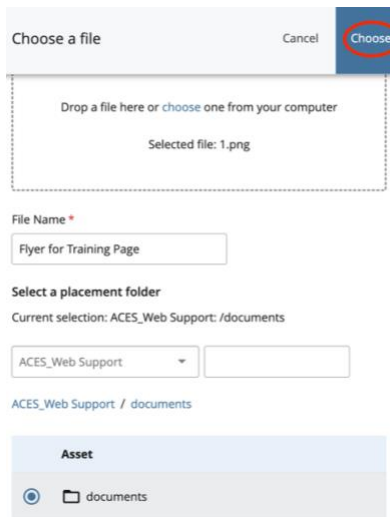 Choose a file
Cancel
Choose
Drop a file here or choose one from your computer
Selected file: 1.png
File Name *
Flyer for Training Page
Select a placement folder
Current selection: ACES_Web Support: /documents
ACES_Web Support
ACES_Web Support / documents
Asset
documents